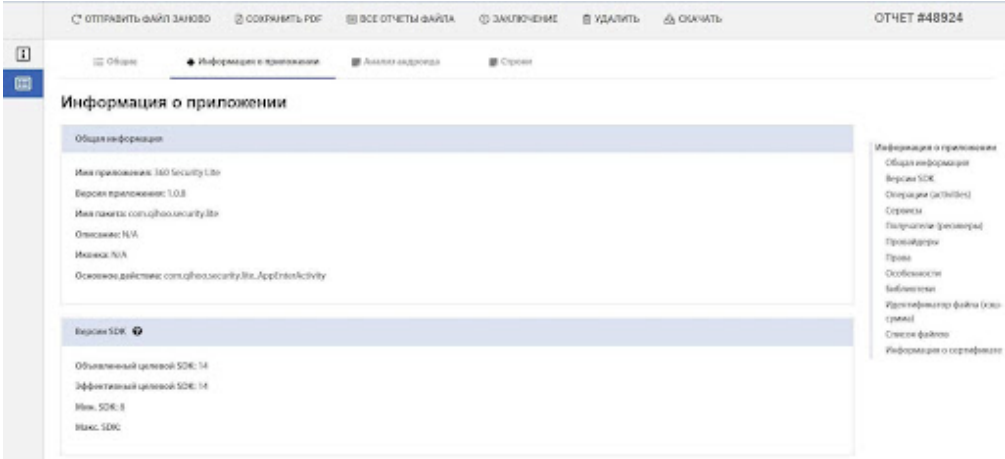 ОТПРАВИТЬ ФАЙЛ ЗАНОВО СОХРАНИТЬ PDF ВСЕ ОТЧЕТЫ ФАЙЛА ЗАКЛЮЧЕНИЕ УДАЛИТЬ СКАЧАТЬ ОТЧЕТ #48924
Общие Информация о приложении Анализ андроида Строки
Информация о приложении
Общая информация
Имя приложения: 360 Security Lite
Версия приложения: 1.0.8
Имя пакета: com.qihoo.security.lite
Описание: N/A
Иконка: N/A
Основное действие: com.qihoo.security.lite.AppEnterActivity
Версии SDK
Объявленный целевой SDK: 14
Эффективный целевой SDK: 14
Мин. SDK: 8
Макс. SDK:
Информация о приложении
Общая информация
Версии SDK
Операции (activities)
Сервисы
Получатели (ресиверы)
Провайдеры
Права
Особенности
Библиотеки
Идентификатор файла (хэш-
сумма)
Список файлов
Информация о сертификате